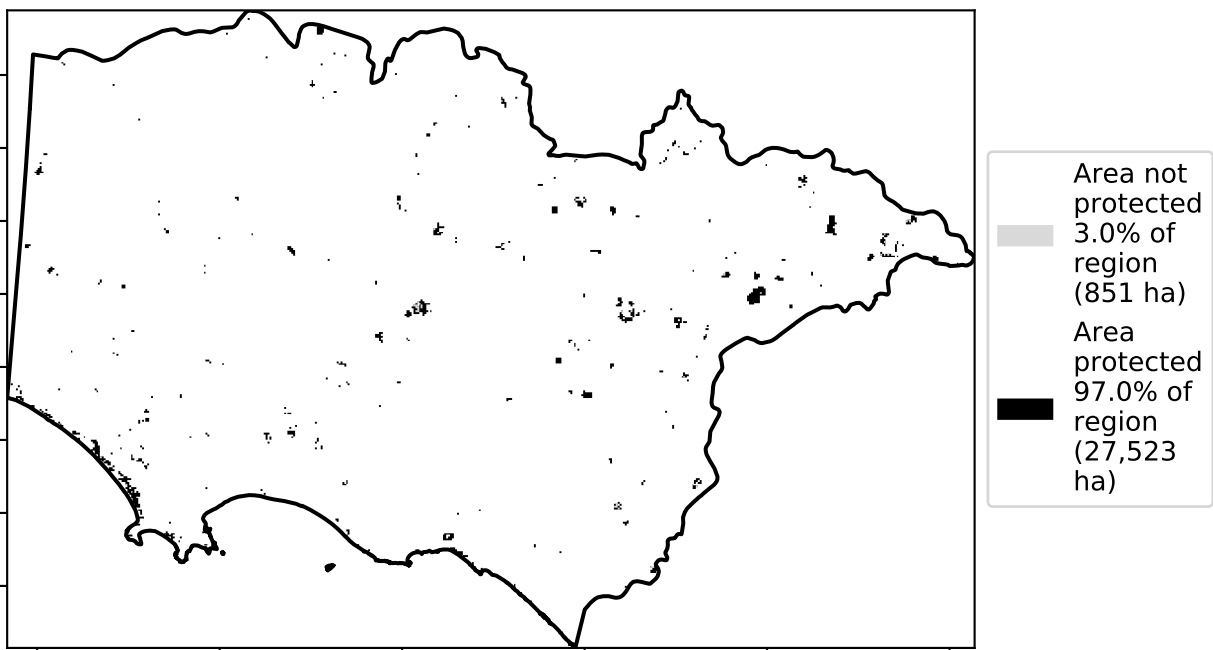 Area not
protected
3.0% of
region
(851 ha)
Area
protected
97.0% of
region
(27,523
ha)